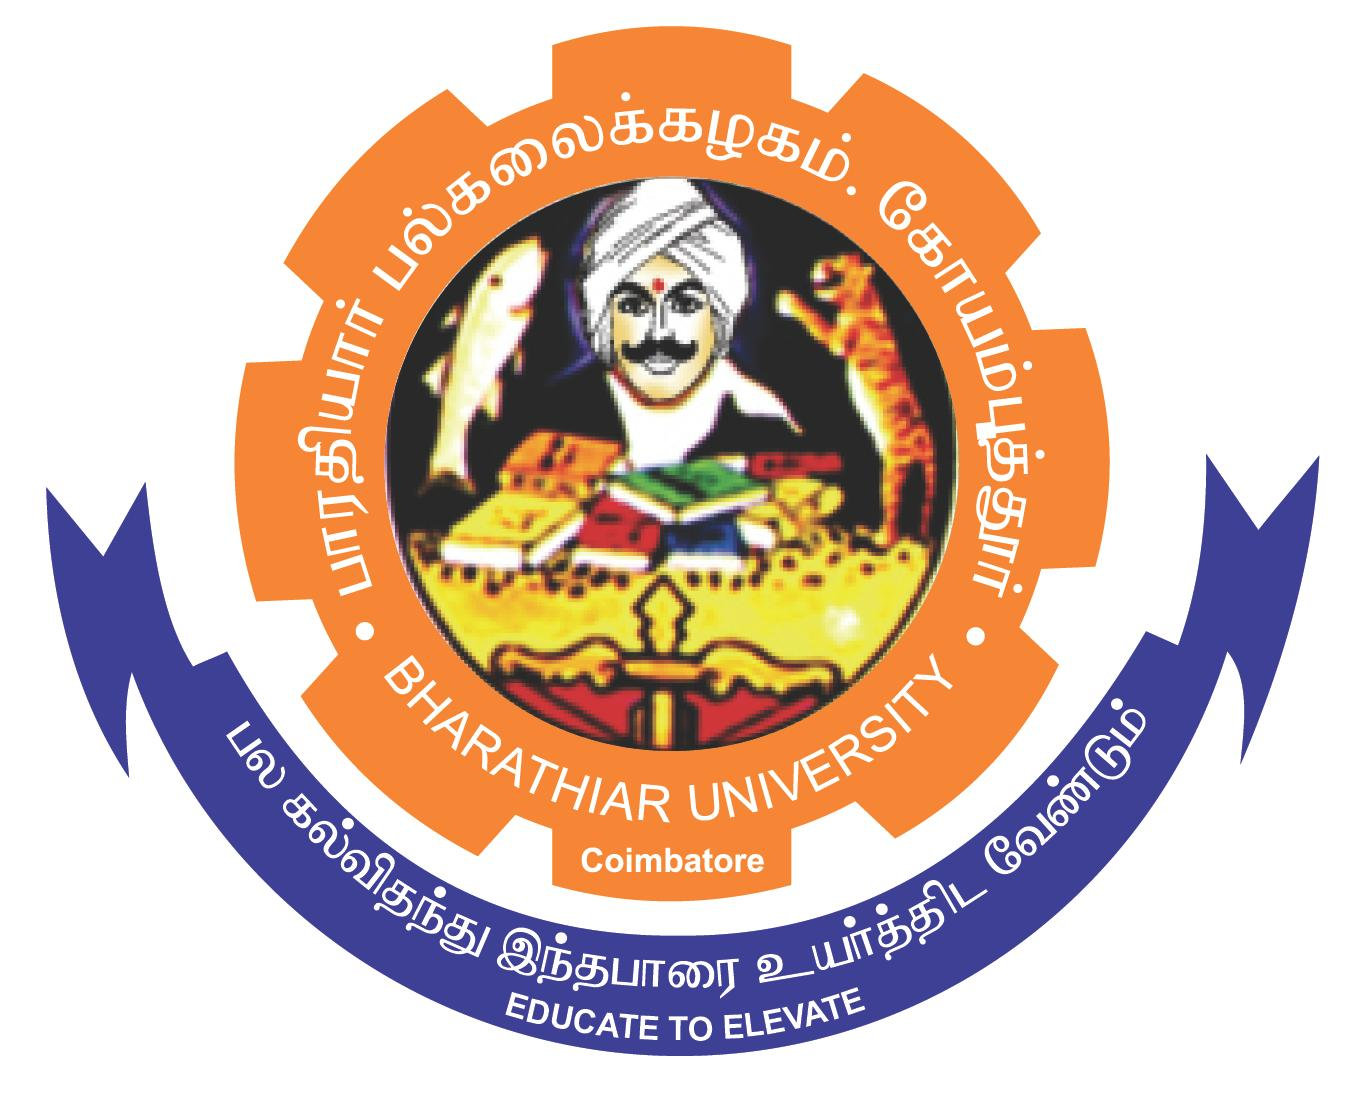 பாரதியார் பல்கலைக்கழகம். கோயம்புத்தூர்
BHARATHIAR UNIVERSITY
Coimbatore
பல கல்விதந்து இந்தபாரை உயர்த்திட வேண்டும்
EDUCATE TO ELEVATE